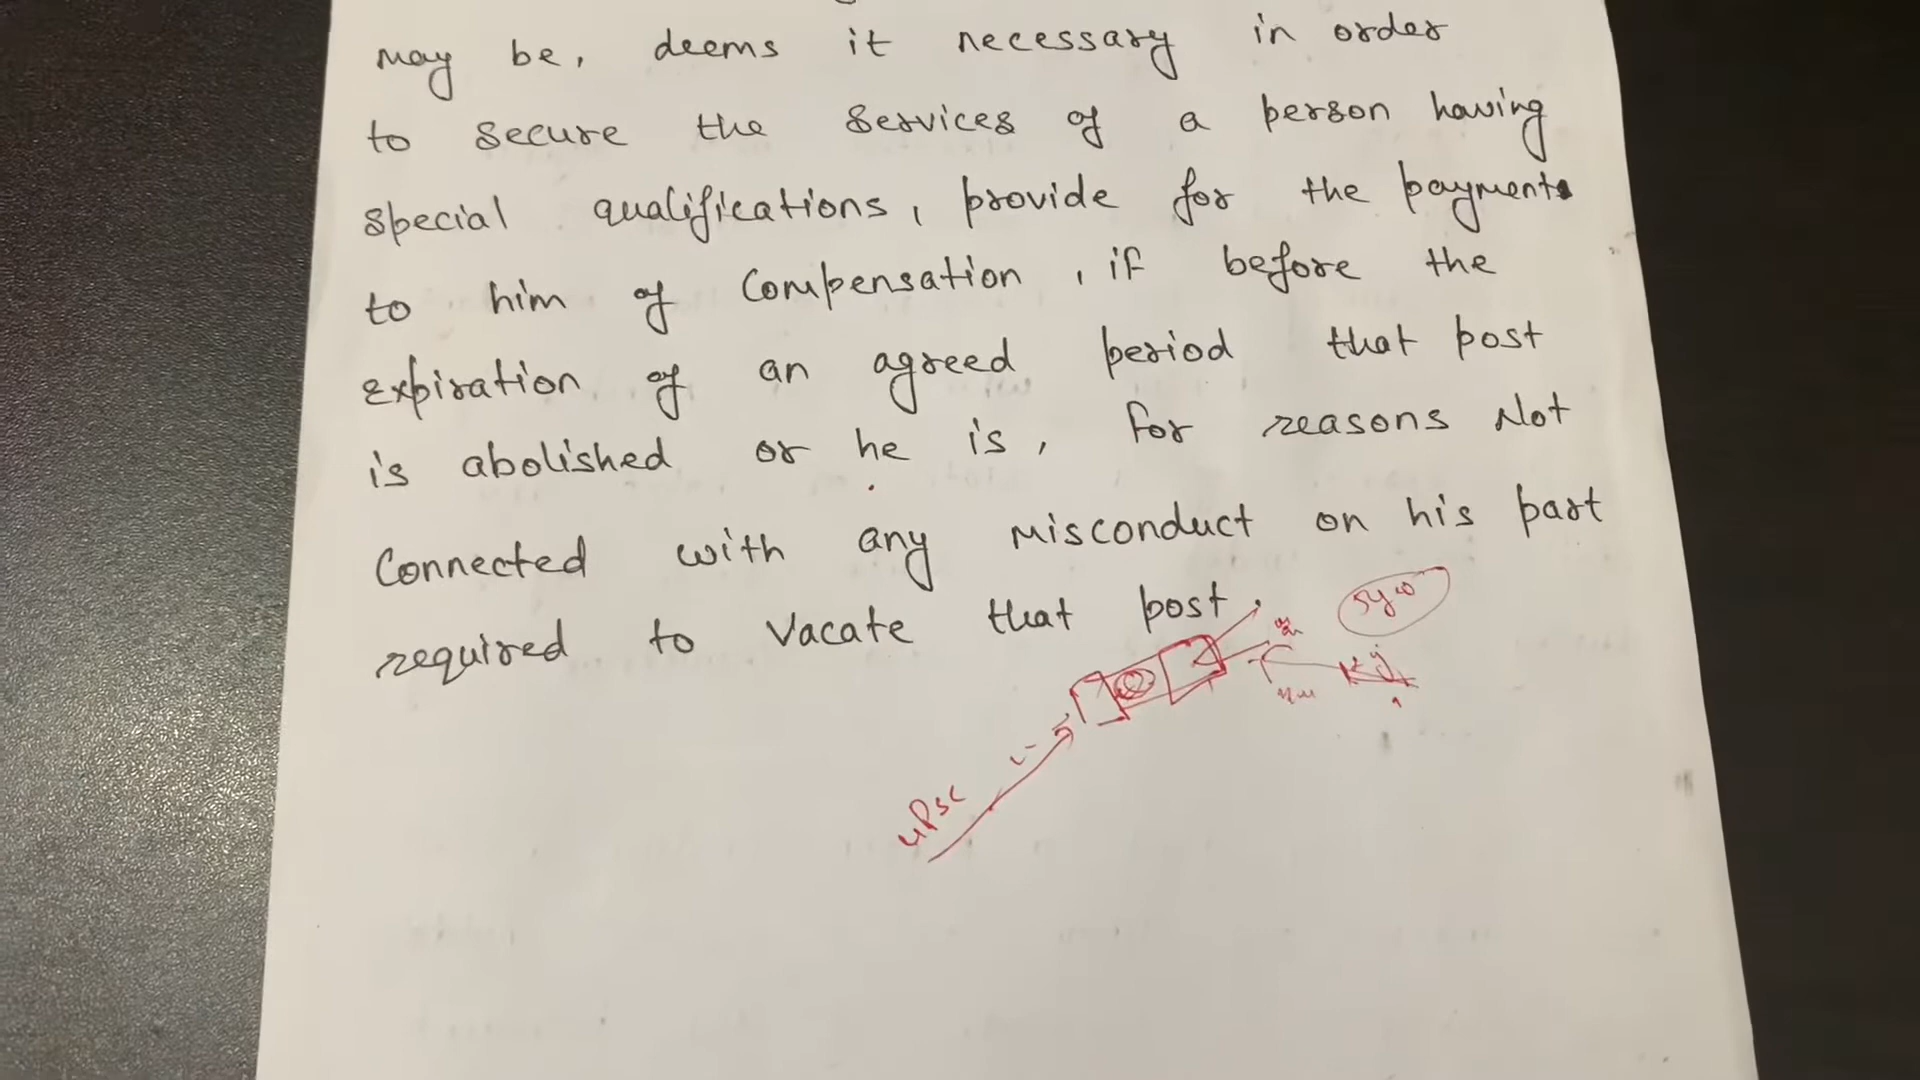 may be, deems it necessary in order
to secure the services of a person having
special qualifications, provide for the payment
to him of compensation, if before the
expiration of an agreed period that post
is abolished or he is, for reasons Not
Connected with any misconduct on his part
required to Vacate that post.
UPSC